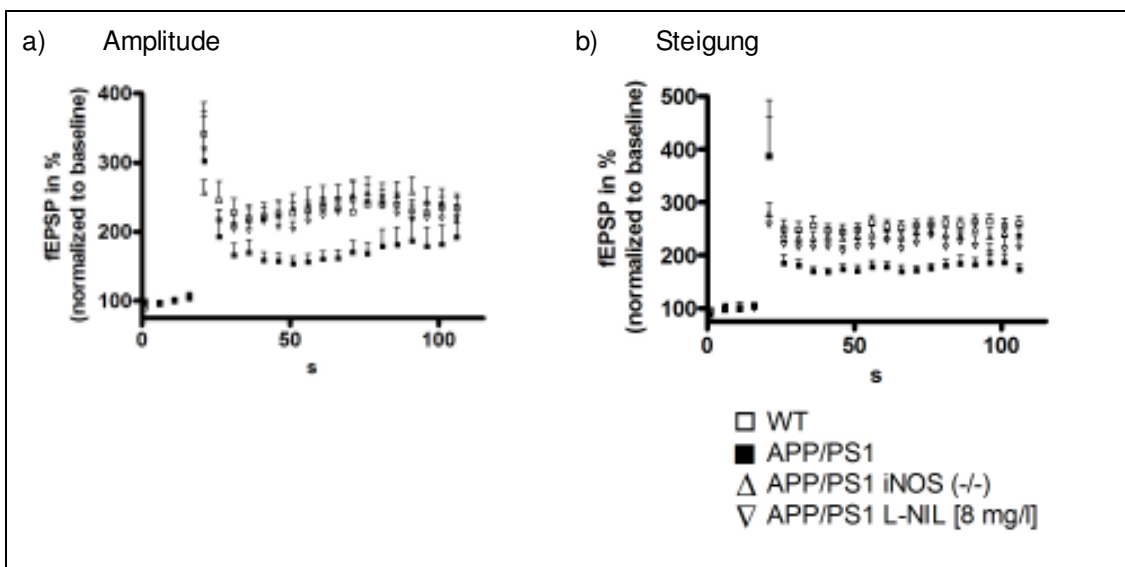 a) Amplitude
fEPSP in %
(normalized to baseline)
400
300
200
100
0 50 100
s
b) Steigung
fEPSP in %
(normalized to baseline)
500
400
300
200
100
0 50 100
s
□ WT
■ APP/PS1
Δ APP/PS1 iNOS (-/-)
∇ APP/PS1 L-NIL [8 mg/l]